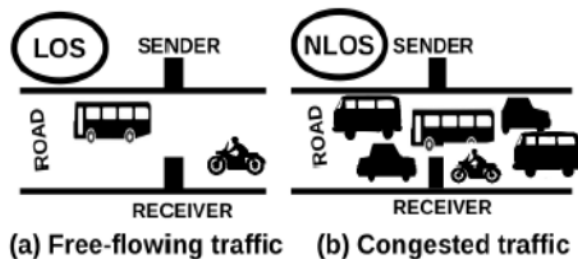 LOS
SENDER
ROAD
RECEIVER
(a) Free-flowing traffic
NLOS
SENDER
ROAD
RECEIVER
(b) Congested traffic